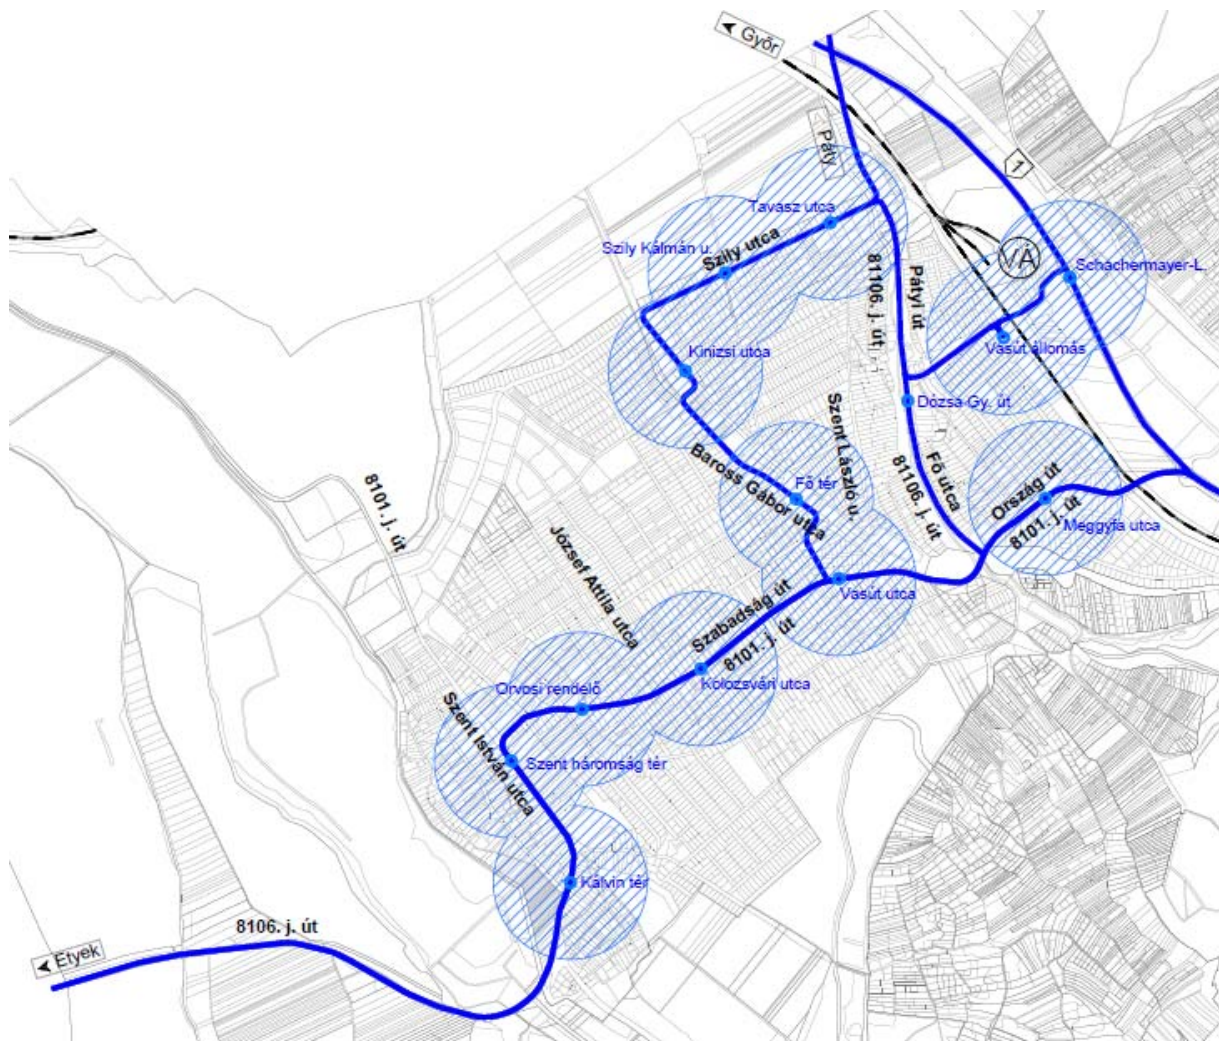 Győr
Páty
1
Tavasz utca
Szily Kálmán u.
Szily utca
VÁ
Schachermayer-L.
81106. j. út
Pátyi út
Vasút állomás
Kinizsi utca
Dózsa Gy. út
Szent László u.
Baross Gábor utca
Fő tér
Fő utca
81106. j. út
Ország út
8101. j. út
Meggyfa utca
8101. j. út
József Attila utca
Vasút utca
Szabadság út
8101. j. út
Kolozsvári utca
Orvosi rendelő
Szent István utca
Szent háromság tér
Kálvin tér
8106. j. út
Etyek